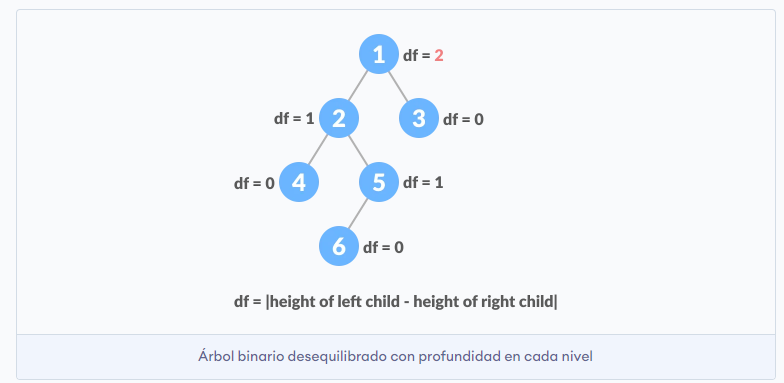 1 df = 2
df = 1 2 3 df = 0
df = 0 4 5 df = 1
6 df = 0
df = |height of left child - height of right child|
Árbol binario desequilibrado con profundidad en cada nivel